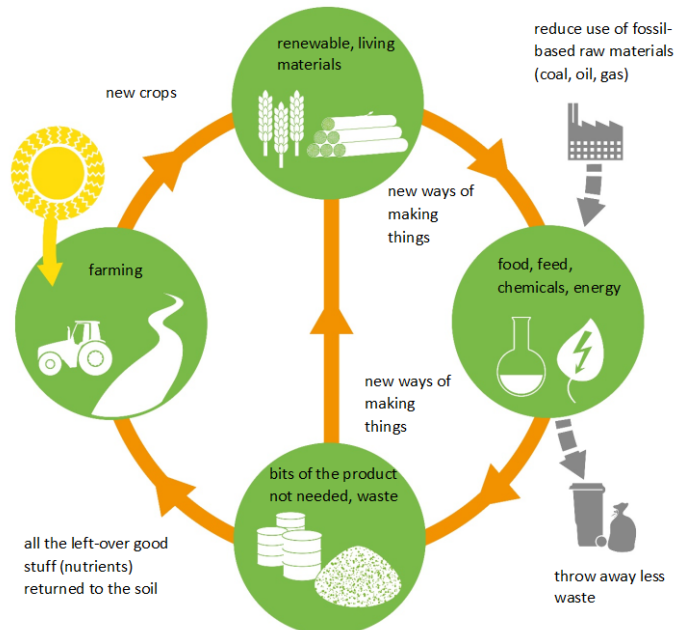 renewable, living
materials
reduce use of fossil-
based raw materials
(coal, oil, gas)
new crops
new ways of
making
things
farming
food, feed,
chemicals, energy
new ways of
making
things
bits of the product
not needed, waste
all the left-over good
stuff (nutrients)
returned to the soil
throw away less
waste